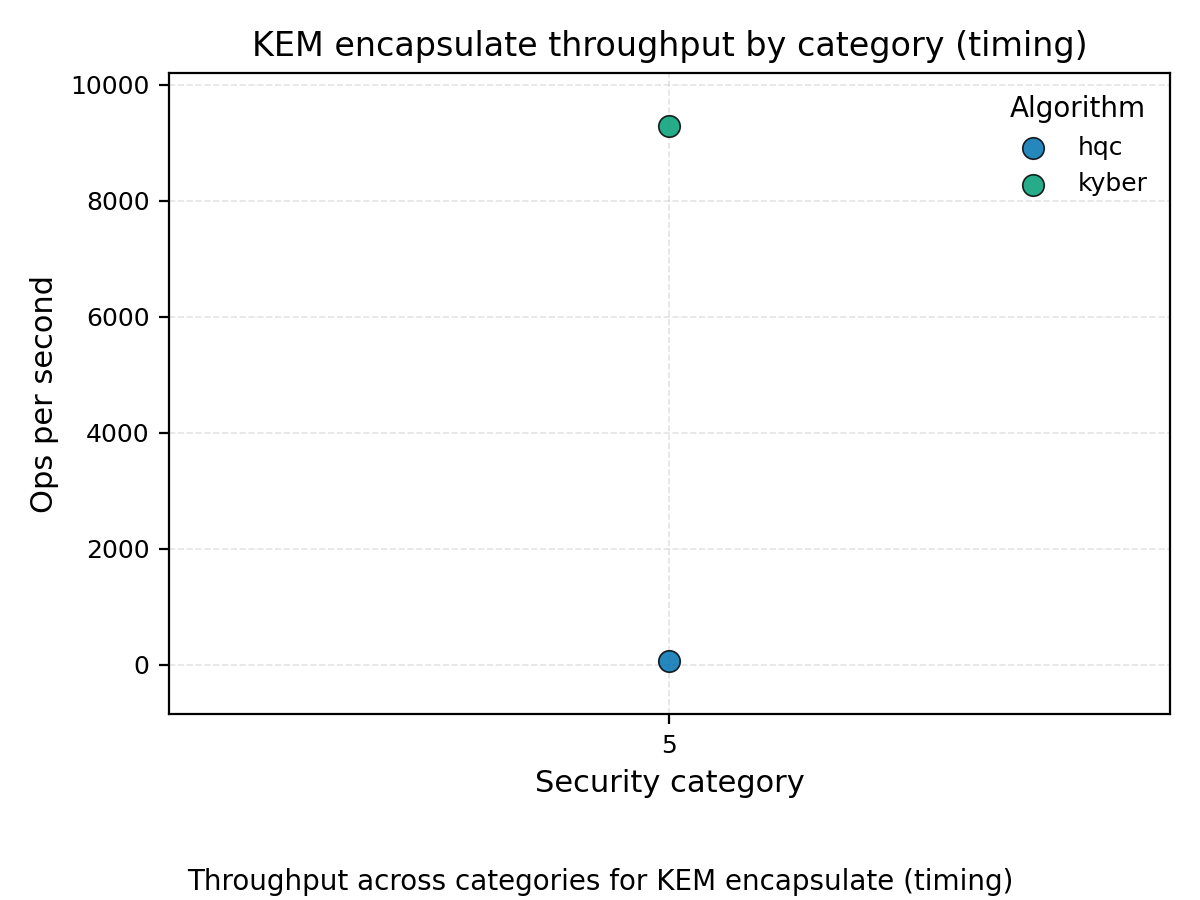 KEM encapsulate throughput by category (timing)
10000
8000
6000
4000
2000
0
Ops per second
Algorithm
hqc
kyber
5
Security category
Throughput across categories for KEM encapsulate (timing)